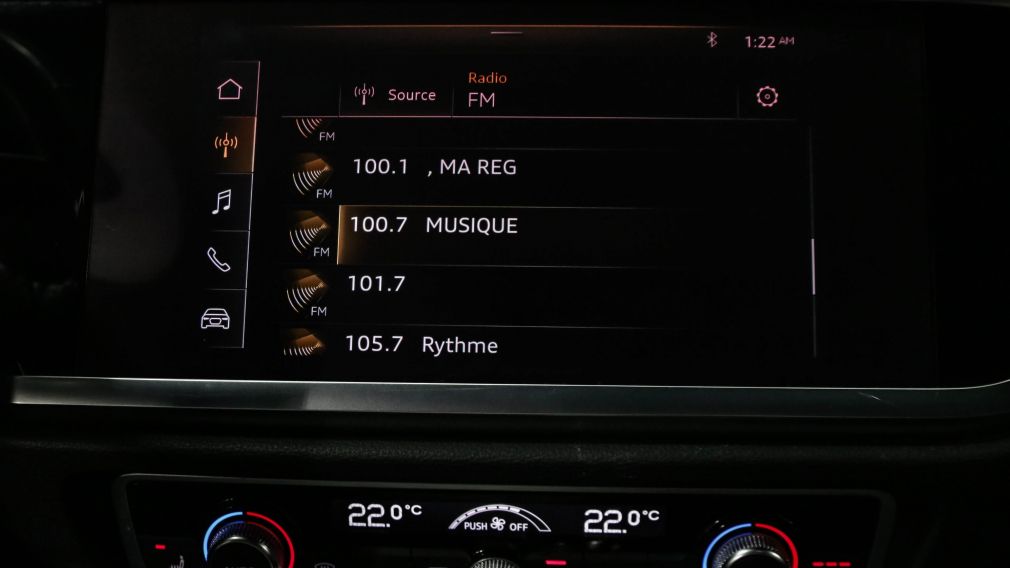 1:22 AM
Radio
Source
FM
FM
100.1 , MA REG
FM
100.7 MUSIQUE
FM
101.7
FM
105.7 Rythme
22.0°C
PUSH OFF
22.0°C